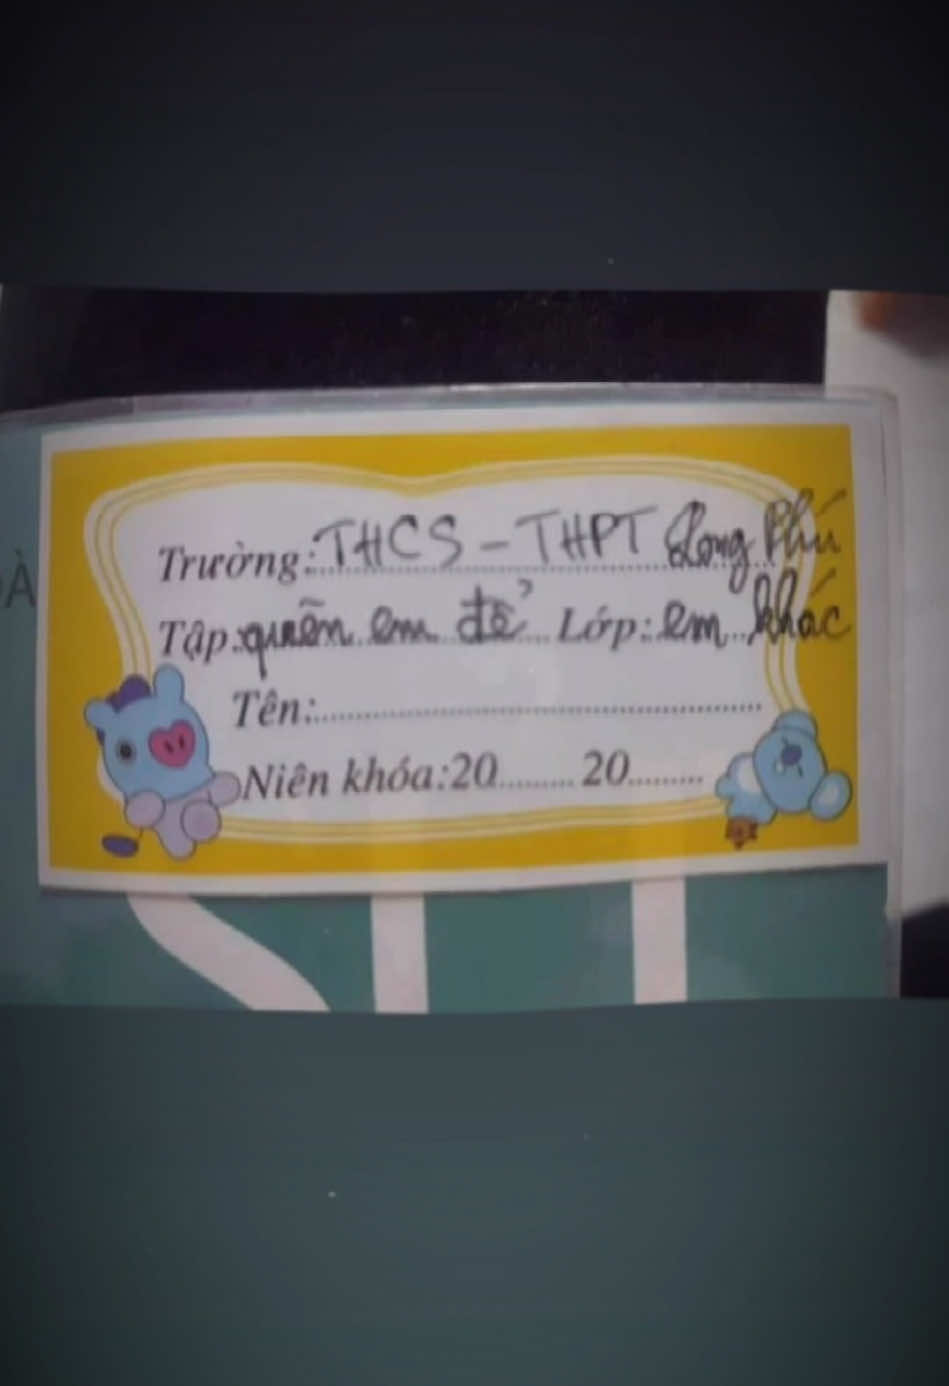 Trường: THCS - THPT Long Phú
Tập: quên em để Lớp: em khác
Tên:
Niên khóa: 20........ 20........